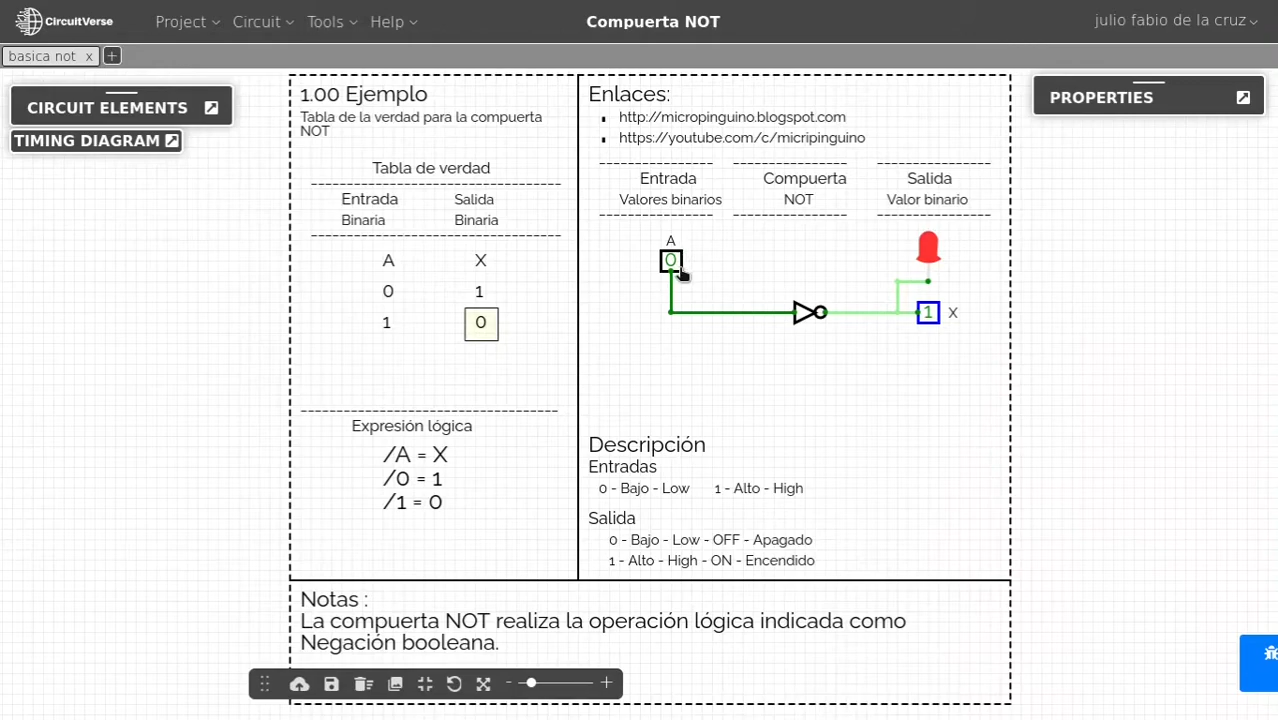 CircuitVerse
Project
Circuit
Tools
Help
Compuerta NOT
julio fabio de la cruz
basica not x
+
CIRCUIT ELEMENTS
TIMING DIAGRAM
PROPERTIES
1.00 Ejemplo
Tabla de la verdad para la compuerta
NOT
Tabla de verdad
------------------------------------
Entrada Salida
Binaria Binaria
------------------------------------
A X
0 1
1 0
------------------------------------
Expresión lógica
/A = X
/0 = 1
/1 = 0
Enlaces:
http://micropinguino.blogspot.com
https://youtube.com/c/micripinguino
---------------- ---------------- ----------------
Entrada Compuerta Salida
Valores binarios NOT Valor binario
---------------- ---------------- ----------------
A
0
1 X
Descripción
Entradas
0 - Bajo - Low 1 - Alto - High
Salida
0 - Bajo - Low - OFF - Apagado
1 - Alto - High - ON - Encendido
Notas :
La compuerta NOT realiza la operación lógica indicada como
Negación booleana.
- +